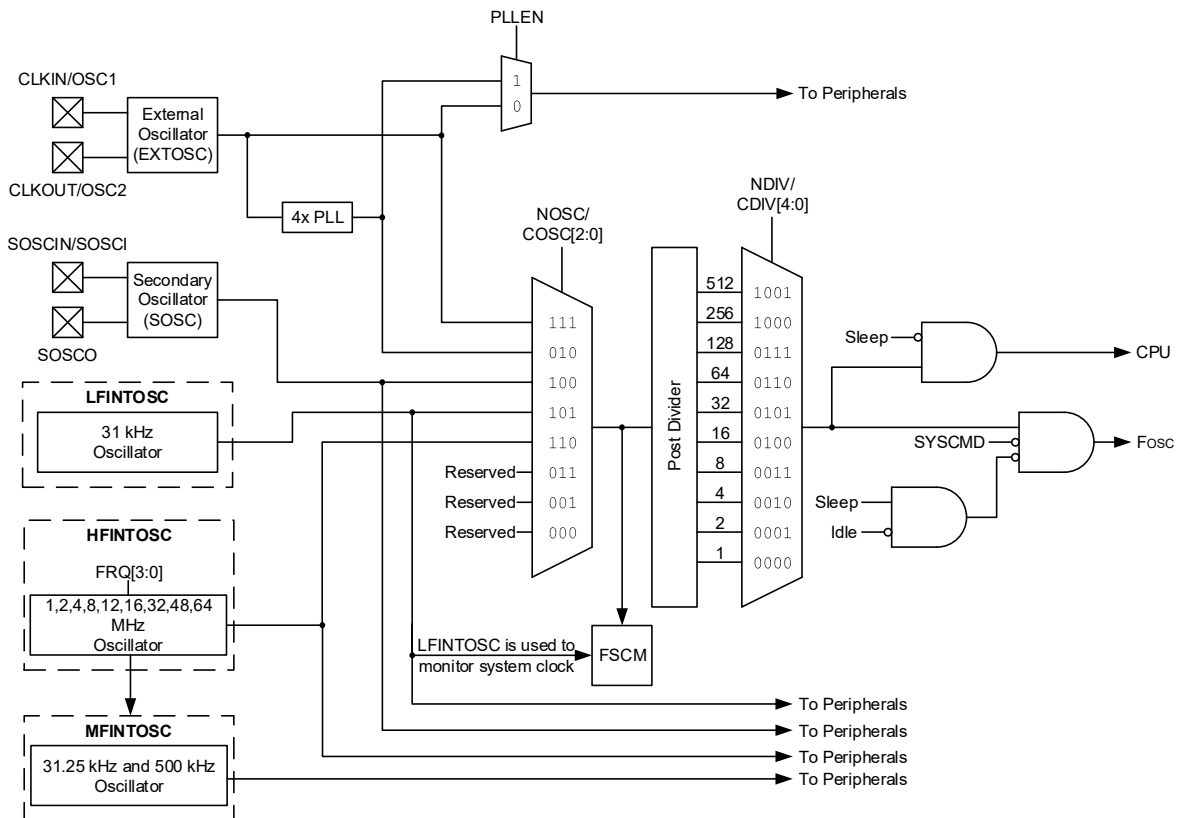 PLLEN
CLKIN/OSC1
1
0
To Peripherals
External
Oscillator
(EXTOSC)
CLKOUT/OSC2
4x PLL
NOSC/
COSC[2:0]
NDIV/
CDIV[4:0]
SOSCIN/SOSCI
Secondary
Oscillator
(SOSC)
SOSCO
111
010
100
101
110
Reserved 011
Reserved 001
Reserved 000
Post Divider
512 1001
256 1000
128 0111
64 0110
32 0101
16 0100
8 0011
4 0010
2 0001
1 0000
Sleep
CPU
SYSCMD
Fosc
Sleep
Idle
LFINTOSC
31 kHz
Oscillator
HFINTOSC
FRQ[3:0]
1,2,4,8,12,16,32,48,64
MHz
Oscillator
LFINTOSC is used to
monitor system clock
FSCM
MFINTOSC
31.25 kHz and 500 kHz
Oscillator
To Peripherals
To Peripherals
To Peripherals
To Peripherals